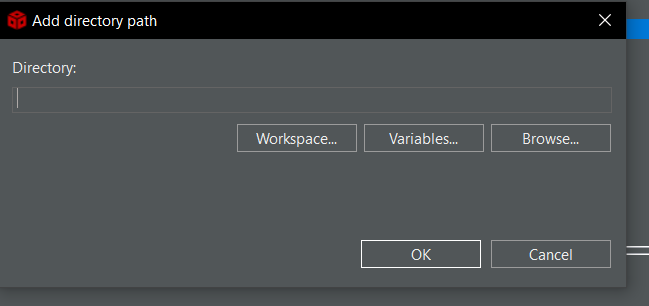 Add directory path
Directory:
Workspace... Variables... Browse...
OK Cancel